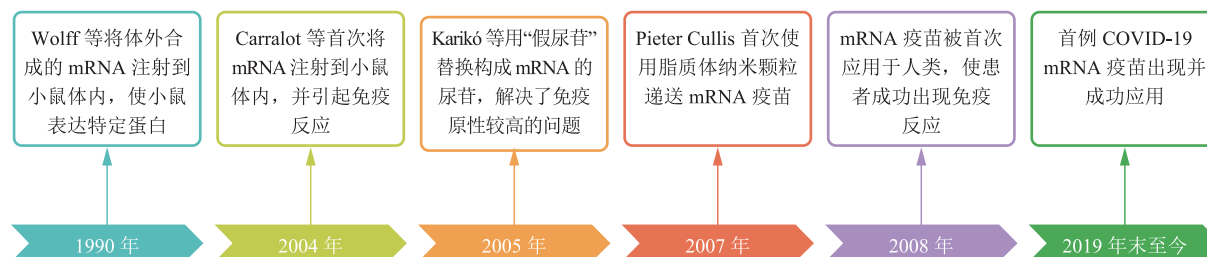 Wolff 等将体外合
成的 mRNA 注射到
小鼠体内，使小鼠
表达特定蛋白
Carralot 等首次将
mRNA 注射到小鼠
体内，并引起免疫
反应
Karikó 等用“假尿苷”
替换构成 mRNA 的
尿苷，解决了免疫
原性较高的问题
Pieter Cullis 首次使
用脂质体纳米颗粒
递送 mRNA 疫苗
mRNA 疫苗被首次
应用于人类，使患
者成功出现免疫
反应
首例 COVID-19
mRNA 疫苗出现并
成功应用
1990 年
2004 年
2005 年
2007 年
2008 年
2019 年末至今